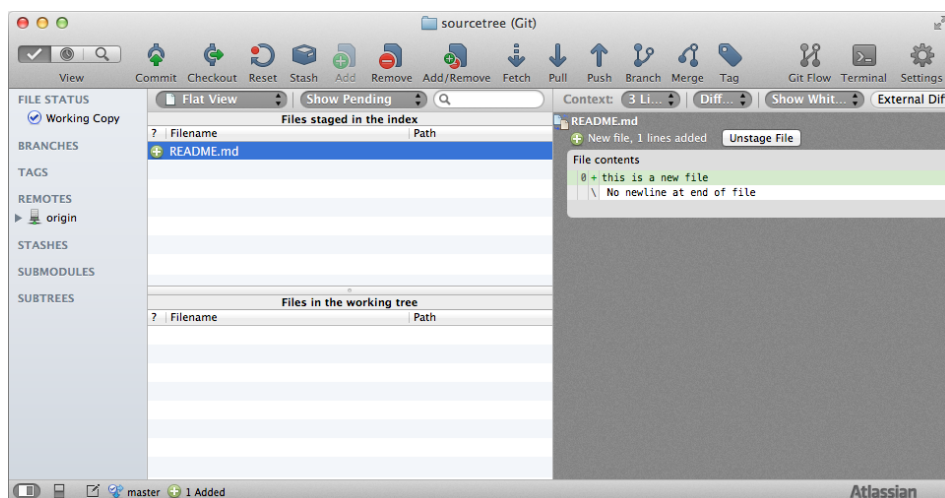 sourcetree (Git)
View Commit Checkout Reset Stash Add Remove Add/Remove Fetch Pull Push Branch Merge Tag Git Flow Terminal Settings
FILE STATUS
Working Copy
BRANCHES
TAGS
REMOTES
origin
STASHES
SUBMODULES
SUBTREES
Flat View Show Pending
Files staged in the index
? Filename Path
README.md
Files in the working tree
? Filename Path
Context: 3 Li... Diff... Show Whit... External Dif
README.md
New file, 1 lines added Unstage File
File contents
0 + this is a new file
\ No newline at end of file
master 1 Added
Atlassian